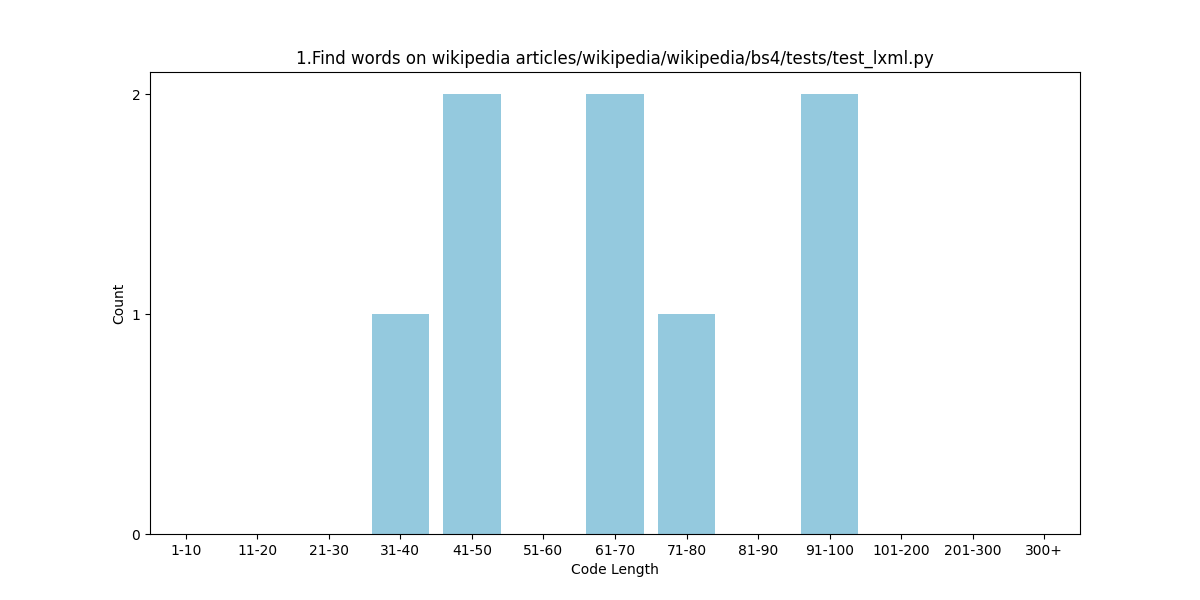 1.Find words on wikipedia articles/wikipedia/wikipedia/bs4/tests/test_lxml.py
Count
2
1
0
1-10 11-20 21-30 31-40 41-50 51-60 61-70 71-80 81-90 91-100 101-200 201-300 300+
Code Length